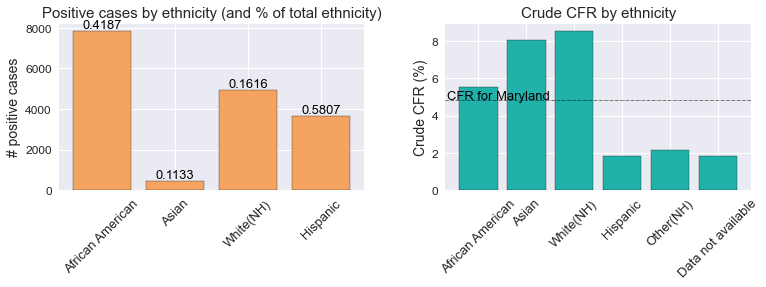 Positive cases by ethnicity (and % of total ethnicity)
# positive cases
8000
6000
4000
2000
0
0.4187
0.1133
0.1616
0.5807
African American
Asian
White(NH)
Hispanic
Crude CFR by ethnicity
Crude CFR (%)
8
6
4
2
0
CFR for Maryland
African American
Asian
White(NH)
Hispanic
Other(NH)
Data not available